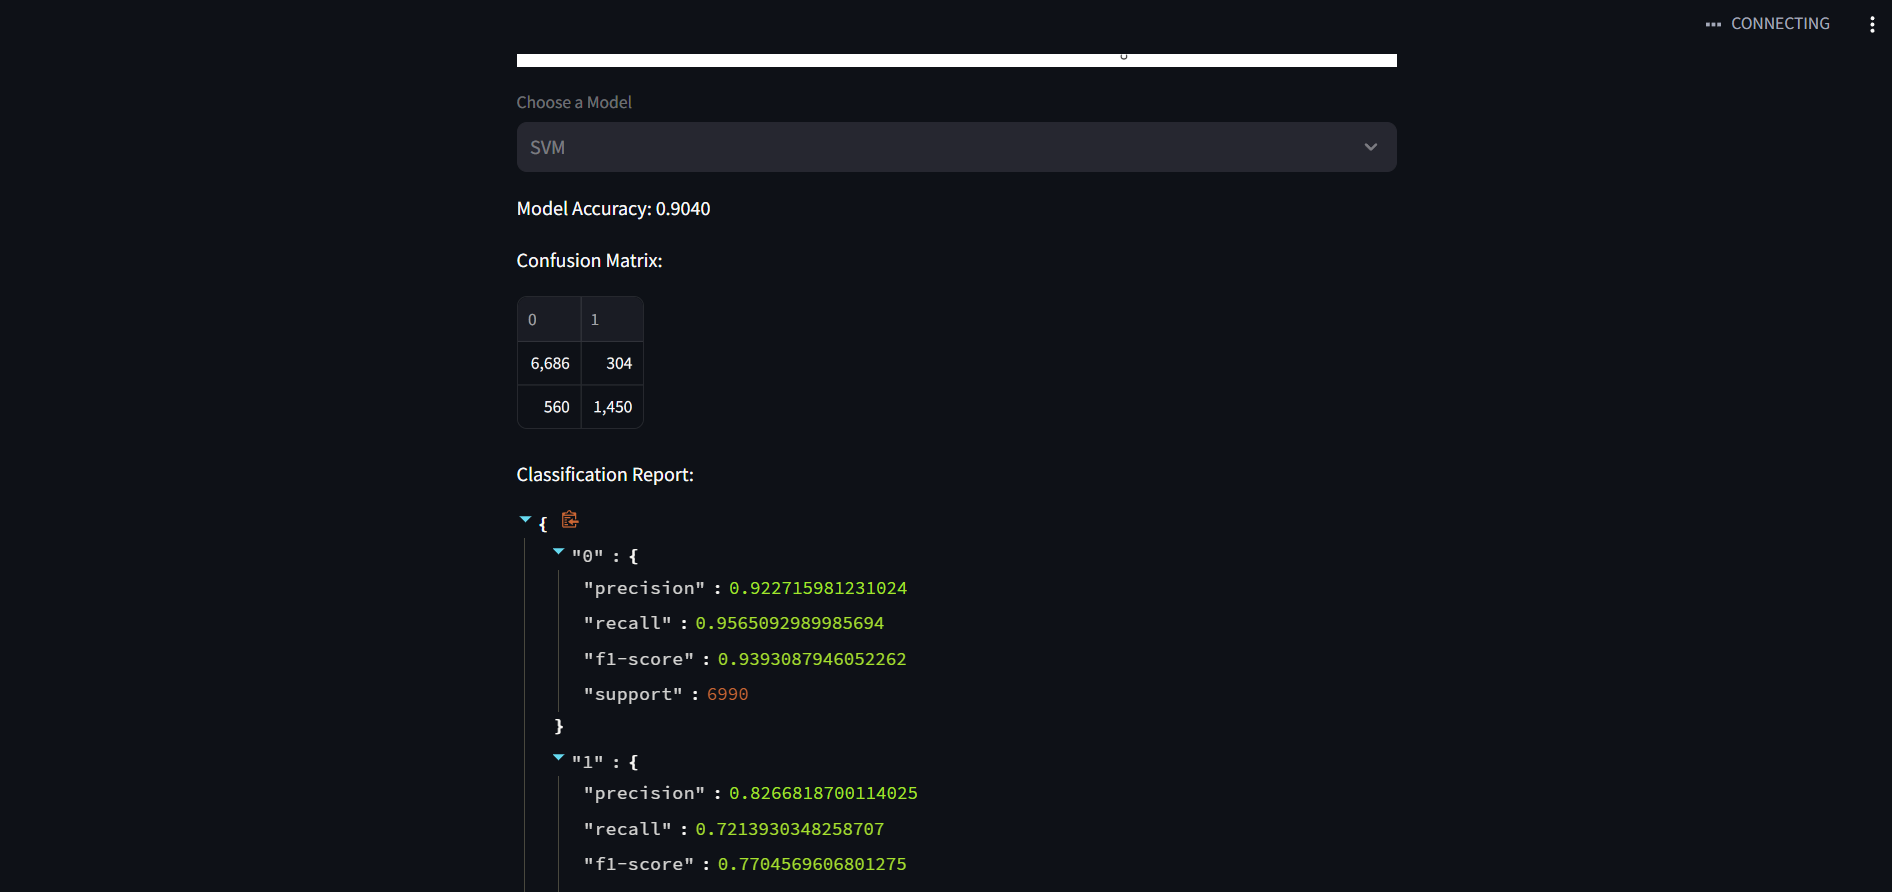 CONNECTING
Choose a Model
SVM
Model Accuracy: 0.9040
Confusion Matrix:
0 1
6,686 304
560 1,450
Classification Report:
{
"0" : {
"precision" : 0.922715981231024
"recall" : 0.9565092989985694
"f1-score" : 0.9393087946052262
"support" : 6990
}
"1" : {
"precision" : 0.8266818700114025
"recall" : 0.7213930348258707
"f1-score" : 0.7704569606801275